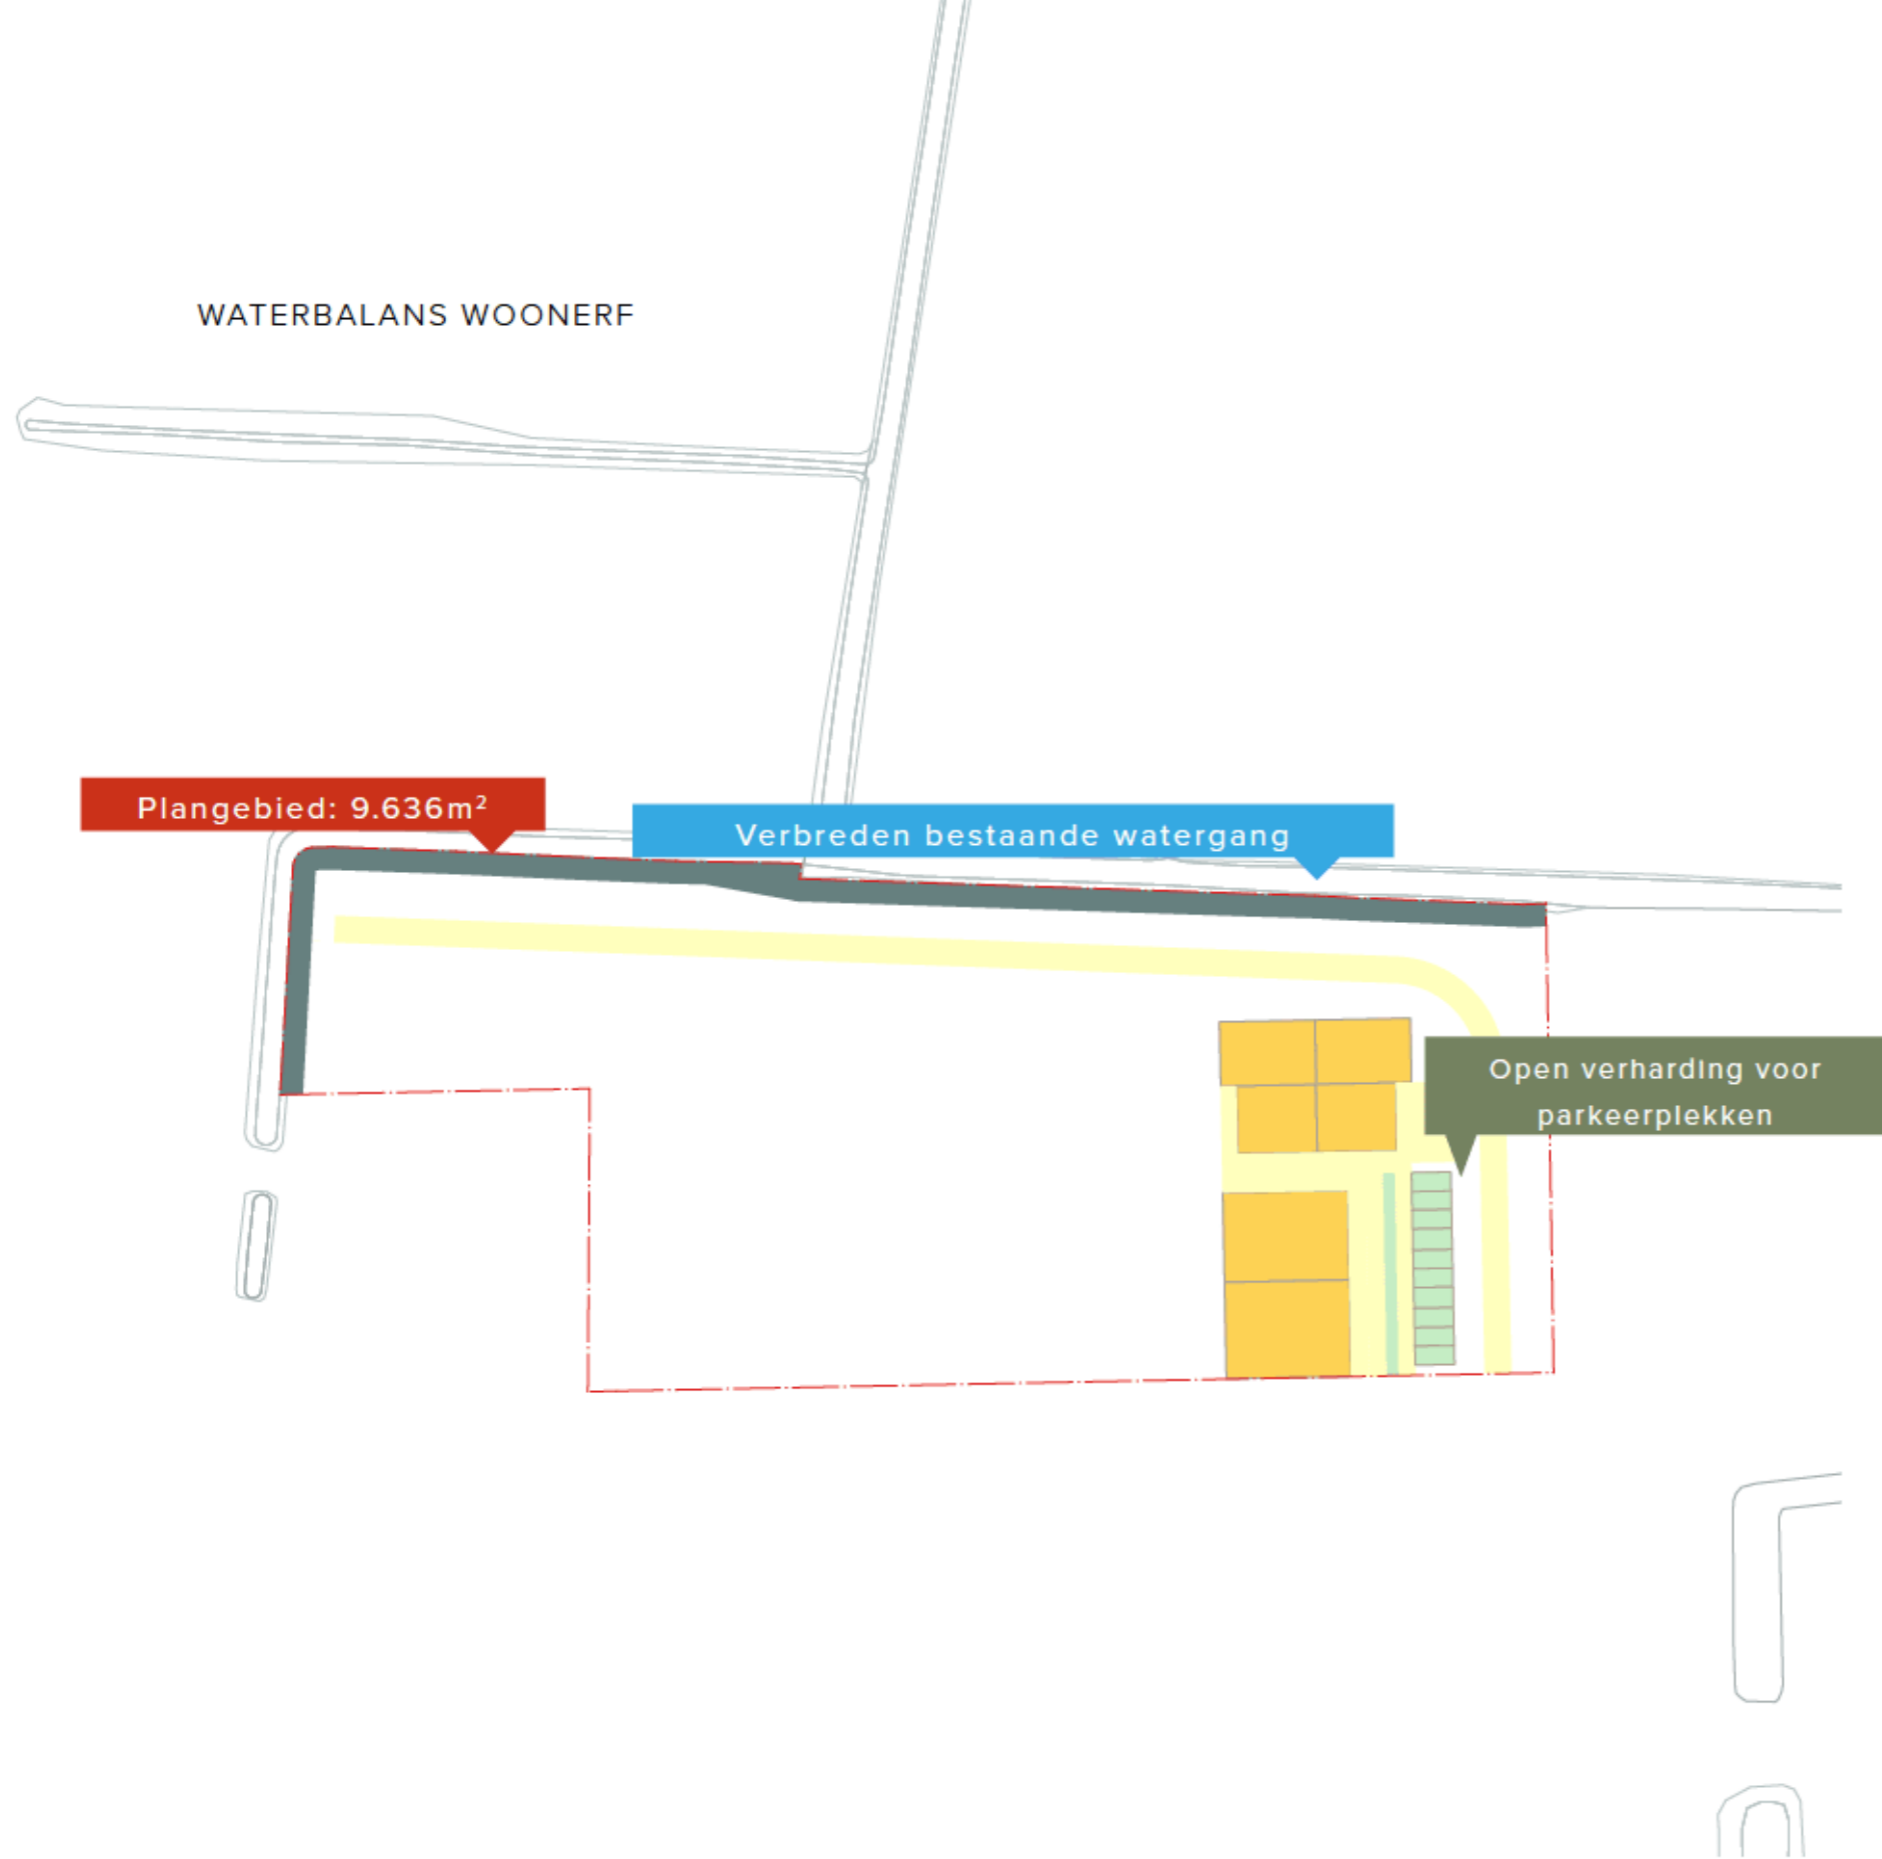 WATERBALANS WOONERF
Plangebied: 9.636m²
Verbreden bestaande watergang
Open verharding voor
parkeerplekken